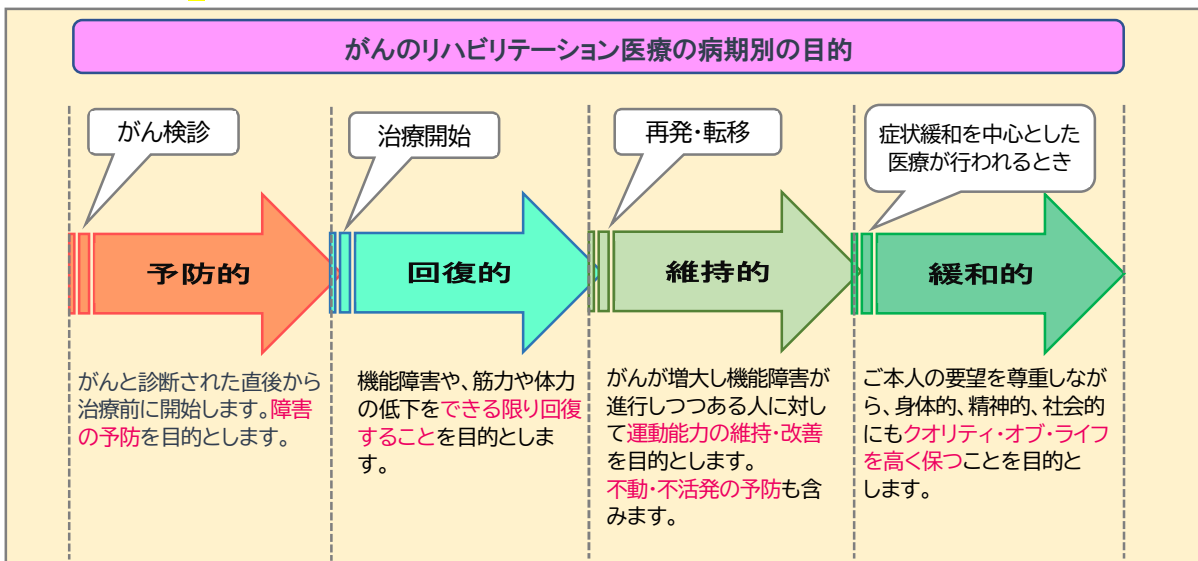 がんのリハビリテーション医療の病期別の目的
がん検診
治療開始
再発・転移
症状緩和を中心とした
医療が行われるとき
予防的
回復的
維持的
緩和的
がんと診断された直後から
治療前に開始します。障害
の予防を目的とします。
機能障害や、筋力や体力
の低下をできる限り回復
することを目的としま
す。
がんが増大し機能障害が
進行しつつある人に対し
て運動能力の維持・改善
を目的とします。
不動・不活発の予防も含
みます。
ご本人の要望を尊重しなが
ら、身体的、精神的、社会的
にもクオリティ・オブ・ライフ
を高く保つことを目的と
します。